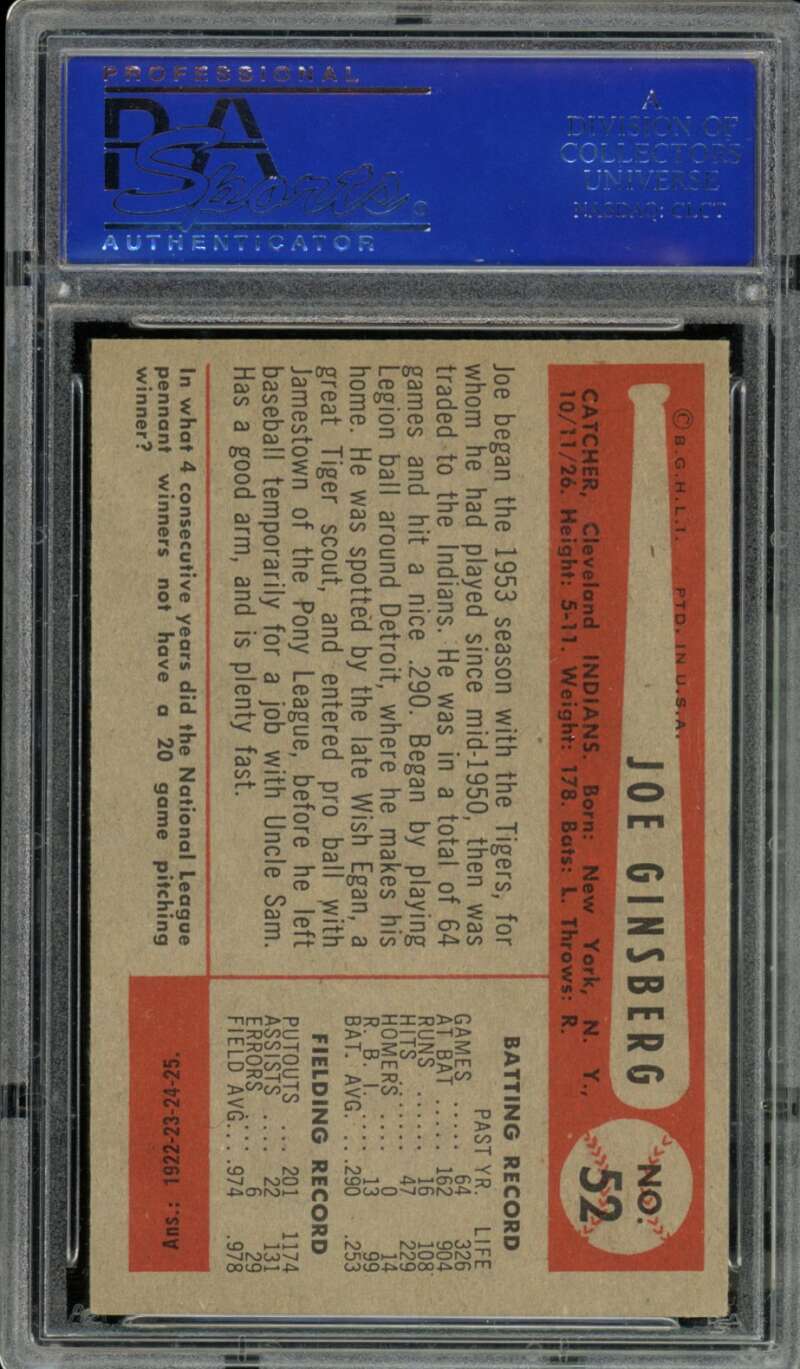 PROFESSIONAL
PSA
Sports
AUTHENTICATOR
A
DIVISION OF
COLLECTORS
UNIVERSE
NASDAQ: CLCT
© B.G.H.L.I. PTD. IN U.S.A.
JOE GINSBERG
NO.
52
CATCHER, Cleveland INDIANS. Born: New York, N. Y.,
10/11/26. Height: 5-11. Weight: 178. Bats: L. Throws: R.
Joe began the 1953 season with the Tigers, for
whom he had played since mid-1950, then was
traded to the Indians. He was in a total of 64
games and hit a nice .290. Began by playing
Legion ball around Detroit, where he makes his
home. He was spotted by the late Wish Egan, a
great Tiger scout, and entered pro ball with
Jamestown of the Pony League, before he left
baseball temporarily for a job with Uncle Sam.
Has a good arm, and is plenty fast.
BATTING RECORD
PAST YR. LIFE
GAMES ..... 64 326
AT BAT ..... 162 904
RUNS ...... 16 108
HITS ...... 47 229
HOMERS .... 0 14
R. B. I. .... 13 99
BAT. AVG. .. .290 .253
FIELDING RECORD
PUTOUTS ... 201 1174
ASSISTS .... 22 131
ERRORS .... 6 29
FIELD AVG... .974 .978
In what 4 consecutive years did the National League
pennant winners not have a 20 game pitching
winner?
Ans.: 1922-23-24-25.